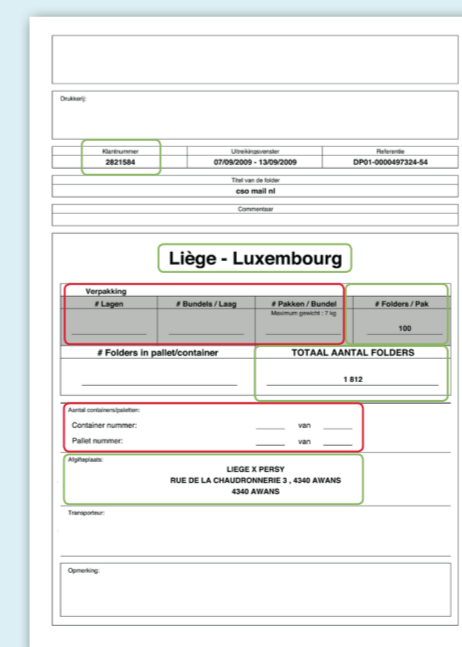 Drukkerij:
Klantnummer Uitreikingsvenster Referentie
2821584 07/09/2009 - 13/09/2009 DP01-0000497324-54
Titel van de folder
cso mail nl
Commentaar
Liège - Luxembourg
Verpakking
# Lagen # Bundels / Laag # Pakken / Bundel # Folders / Pak
Maximum gewicht : 7 kg
100
# Folders in pallet/container TOTAAL AANTAL FOLDERS
1 812
Aantal containers/paletten:
Container nummer: van
Pallet nummer: van
Afgifteplaats:
LIEGE X PERSY
RUE DE LA CHAUDRONNERIE 3 , 4340 AWANS
4340 AWANS
Transporteur:
Opmerking: